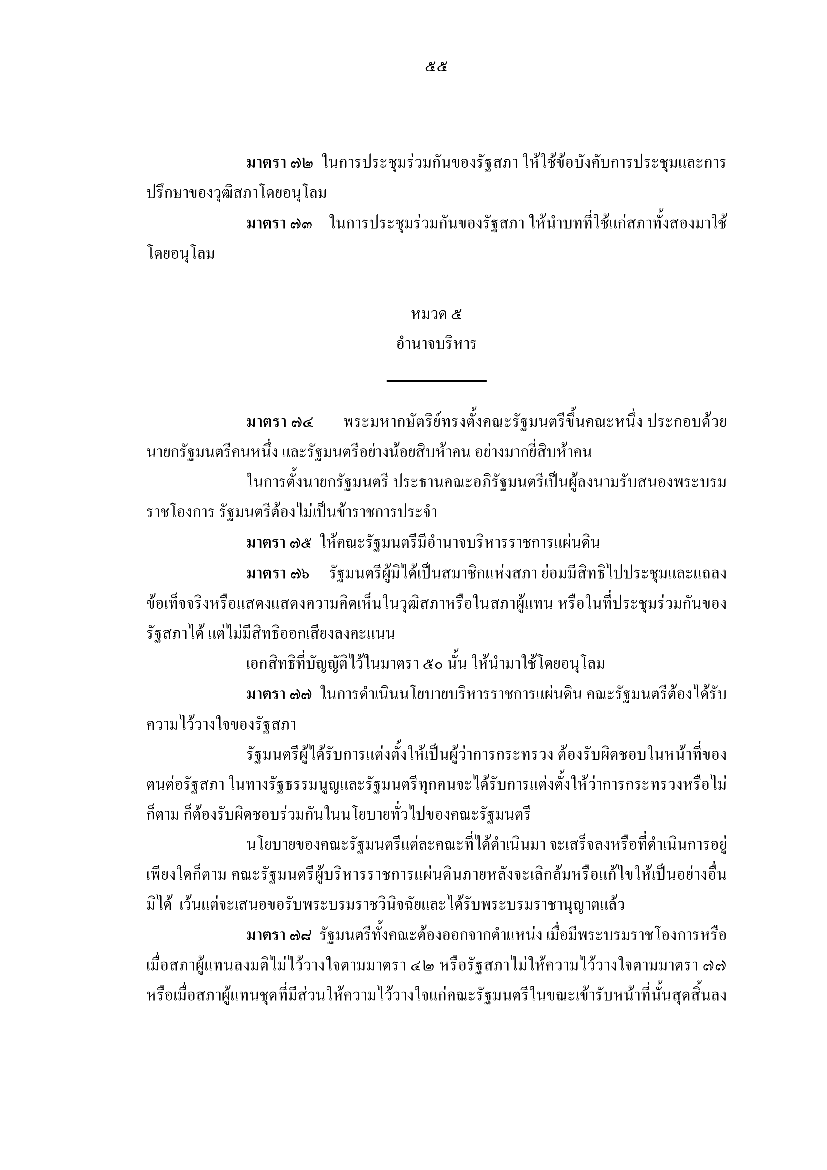 ๕๕
มาตรา ๗๒ ในการประชุมร่วมกันของรัฐสภา ให้ใช้ข้อบังคับการประชุมและการ
ปรึกษาของวุฒิสภาโดยอนุโลม
มาตรา ๗๓ ในการประชุมร่วมกันของรัฐสภา ให้นำบทที่ใช้แก่สภาทั้งสองมาใช้
โดยอนุโลม
หมวด ๕
อำนาจบริหาร
มาตรา ๗๔ พระมหากษัตริย์ทรงตั้งคณะรัฐมนตรีขึ้นคณะหนึ่ง ประกอบด้วย
นายกรัฐมนตรีคนหนึ่ง และรัฐมนตรีอย่างน้อยสิบห้าคน อย่างมากยี่สิบห้าคน
ในการตั้งนายกรัฐมนตรี ประธานคณะอภิรัฐมนตรีเป็นผู้ลงนามรับสนองพระบรม
ราชโองการ รัฐมนตรีต้องไม่เป็นข้าราชการประจำ
มาตรา ๗๕ ให้คณะรัฐมนตรีมีอำนาจบริหารราชการแผ่นดิน
มาตรา ๗๖ รัฐมนตรีผู้มิได้เป็นสมาชิกแห่งสภา ย่อมมีสิทธิไปประชุมและแถลง
ข้อเท็จจริงหรือแสดงแสดงความคิดเห็นในวุฒิสภาหรือในสภาผู้แทน หรือในที่ประชุมร่วมกันของ
รัฐสภาได้ แต่ไม่มีสิทธิออกเสียงลงคะแนน
เอกสิทธิที่บัญญัติไว้ในมาตรา ๕๐ นั้น ให้นำมาใช้โดยอนุโลม
มาตรา ๗๗ ในการดำเนินนโยบายบริหารราชการแผ่นดิน คณะรัฐมนตรีต้องได้รับ
ความไว้วางใจของรัฐสภา
รัฐมนตรีผู้ได้รับการแต่งตั้งให้เป็นผู้ว่าการกระทรวง ต้องรับผิดชอบในหน้าที่ของ
ตนต่อรัฐสภา ในทางรัฐธรรมนูญและรัฐมนตรีทุกคนจะได้รับการแต่งตั้งให้ว่าการกระทรวงหรือไม่
ก็ตาม ก็ต้องรับผิดชอบร่วมกันในนโยบายทั่วไปของคณะรัฐมนตรี
นโยบายของคณะรัฐมนตรีแต่ละคณะที่ได้ดำเนินมา จะเสร็จลงหรือที่ดำเนินการอยู่
เพียงใดก็ตาม คณะรัฐมนตรีผู้บริหารราชการแผ่นดินภายหลังจะเลิกล้มหรือแก้ไขให้เป็นอย่างอื่น
มิได้ เว้นแต่จะเสนอขอรับพระบรมราชวินิจฉัยและได้รับพระบรมราชานุญาตแล้ว
มาตรา ๗๘ รัฐมนตรีทั้งคณะต้องออกจากตำแหน่ง เมื่อมีพระบรมราชโองการหรือ
เมื่อสภาผู้แทนลงมติไม่ไว้วางใจตามมาตรา ๔๒ หรือรัฐสภาไม่ให้ความไว้วางใจตามมาตรา ๗๗
หรือเมื่อสภาผู้แทนชุดที่มีส่วนให้ความไว้วางใจแก่คณะรัฐมนตรีในขณะเข้ารับหน้าที่นั้นสุดสิ้นลง